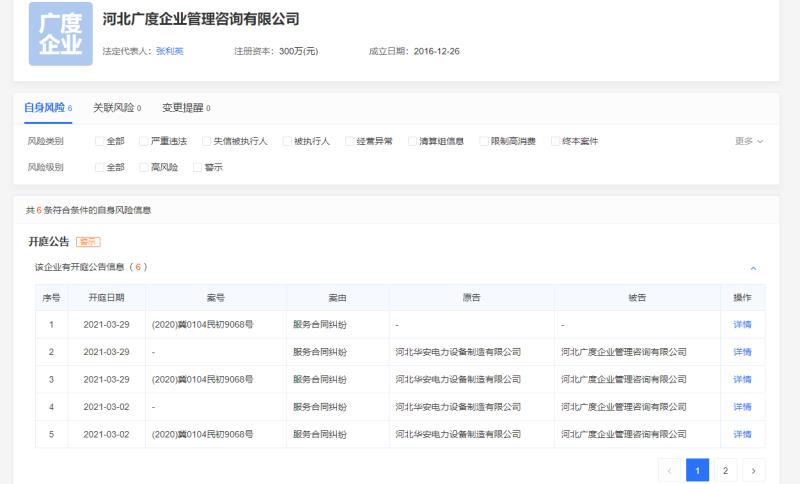 广度
企业
河北广度企业管理咨询有限公司
法定代表人：张利英 注册资本：300万(元) 成立日期：2016-12-26
自身风险 6 关联风险 0 变更提醒 0
风险类别 全部 严重违法 失信被执行人 被执行人 经营异常 清算组信息 限制高消费 终本案件 更多
风险级别 全部 高风险 警示
共 6 条符合条件的自身风险信息
开庭公告 警示
该企业有开庭公告信息（ 6 ）
序号 开庭日期 案号 案由 原告 被告 操作
1 2021-03-29 (2020)冀0104民初9068号 服务合同纠纷 - - 详情
2 2021-03-29 - 服务合同纠纷 河北华安电力设备制造有限公司 河北广度企业管理咨询有限公司 详情
3 2021-03-29 (2020)冀0104民初9068号 服务合同纠纷 河北华安电力设备制造有限公司 河北广度企业管理咨询有限公司 详情
4 2021-03-02 - 服务合同纠纷 河北华安电力设备制造有限公司 河北广度企业管理咨询有限公司 详情
5 2021-03-02 (2020)冀0104民初9068号 服务合同纠纷 河北华安电力设备制造有限公司 河北广度企业管理咨询有限公司 详情
‹ 1 2 ›